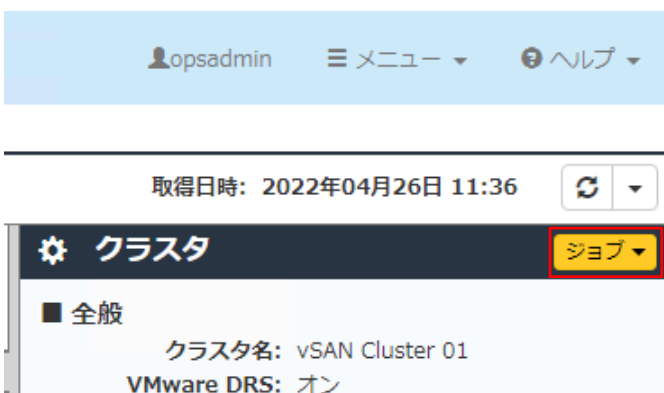 opsadmin メニュー ヘルプ
取得日時: 2022年04月26日 11:36
クラスタ ジョブ
■ 全般
クラスタ名: vSAN Cluster 01
VMware DRS: オン